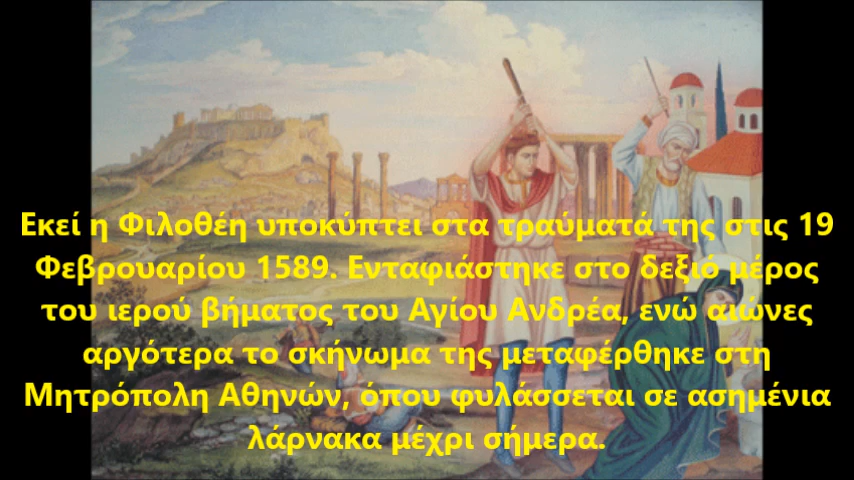 Εκεί η Φιλοθέη υποκύπτει στα τραύματά της στις 19
Φεβρουαρίου 1589. Ενταφιάστηκε στο δεξιό μέρος
του ιερού βήματος του Αγίου Ανδρέα, ενώ αιώνες
αργότερα το σκήνωμα της μεταφέρθηκε στη
Μητρόπολη Αθηνών, όπου φυλάσσεται σε ασημένια
λάρνακα μέχρι σήμερα.